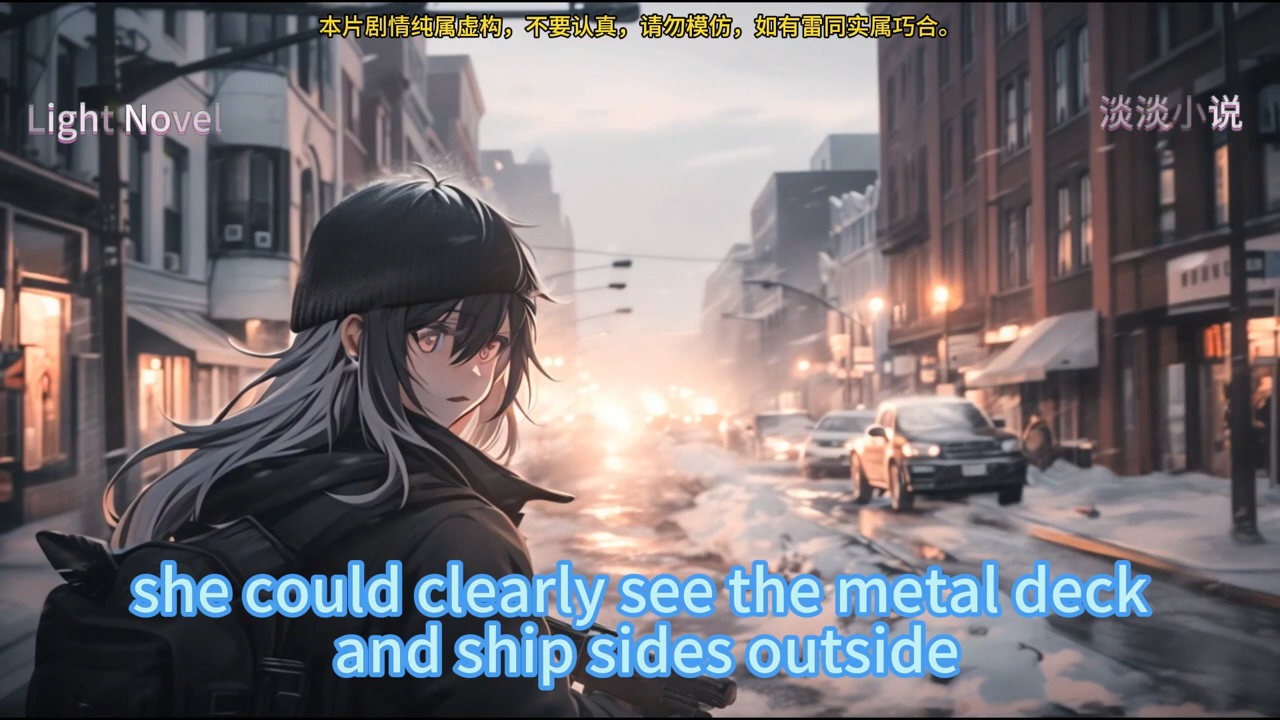 本片剧情纯属虚构，不要认真，请勿模仿，如有雷同实属巧合。
Light Novel
淡淡小说
she could clearly see the metal deck
and ship sides outside